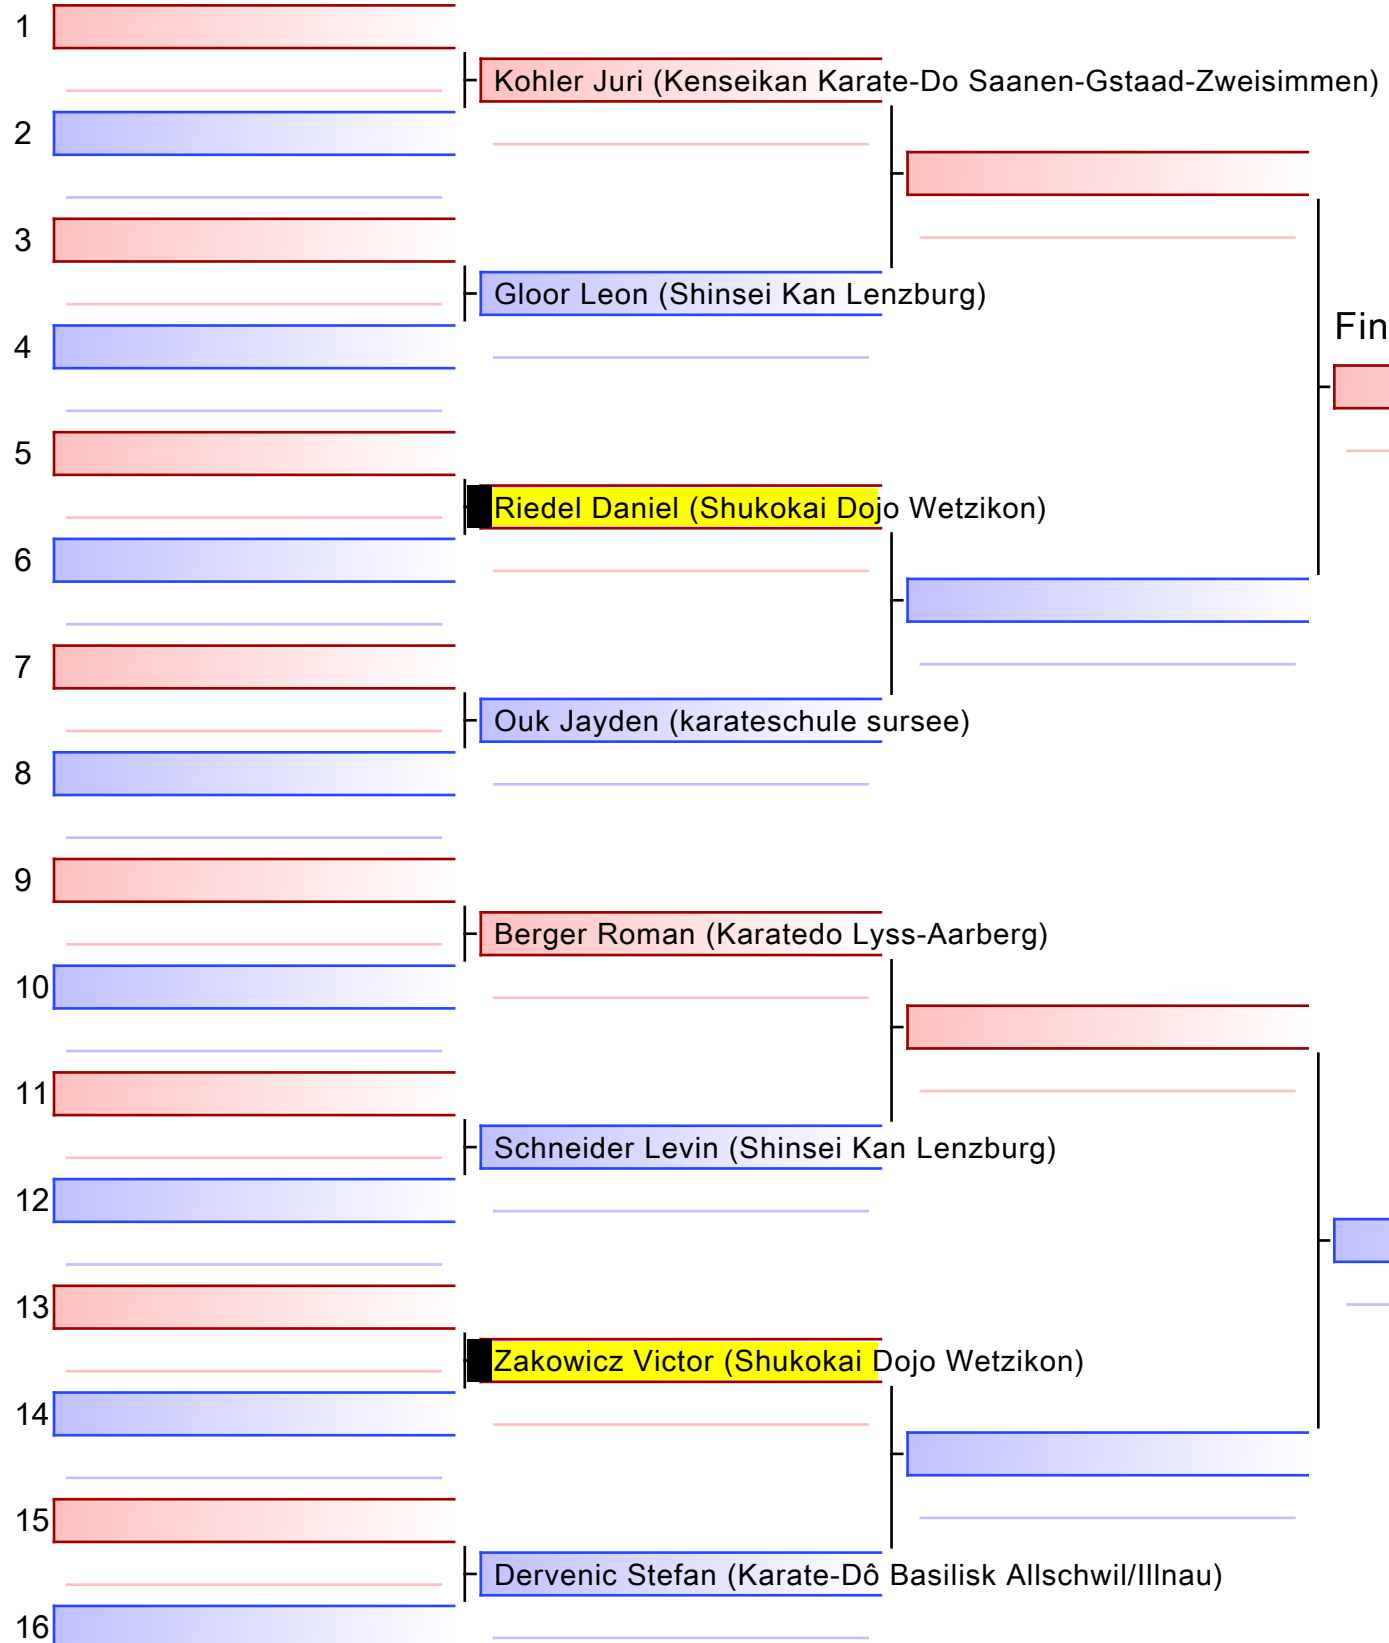 1
Kohler Juri (Kenseikan Karate-Do Saanen-Gstaad-Zweisimmen)
2
3
Gloor Leon (Shinsei Kan Lenzburg)
4
Fin
5
Riedel Daniel (Shukokai Dojo Wetzikon)
6
7
Ouk Jayden (karateschule sursee)
8
9
Berger Roman (Karatedo Lyss-Aarberg)
10
11
Schneider Levin (Shinsei Kan Lenzburg)
12
13
Zakowicz Victor (Shukokai Dojo Wetzikon)
14
15
Dervenic Stefan (Karate-Dô Basilisk Allschwil/Illnau)
16